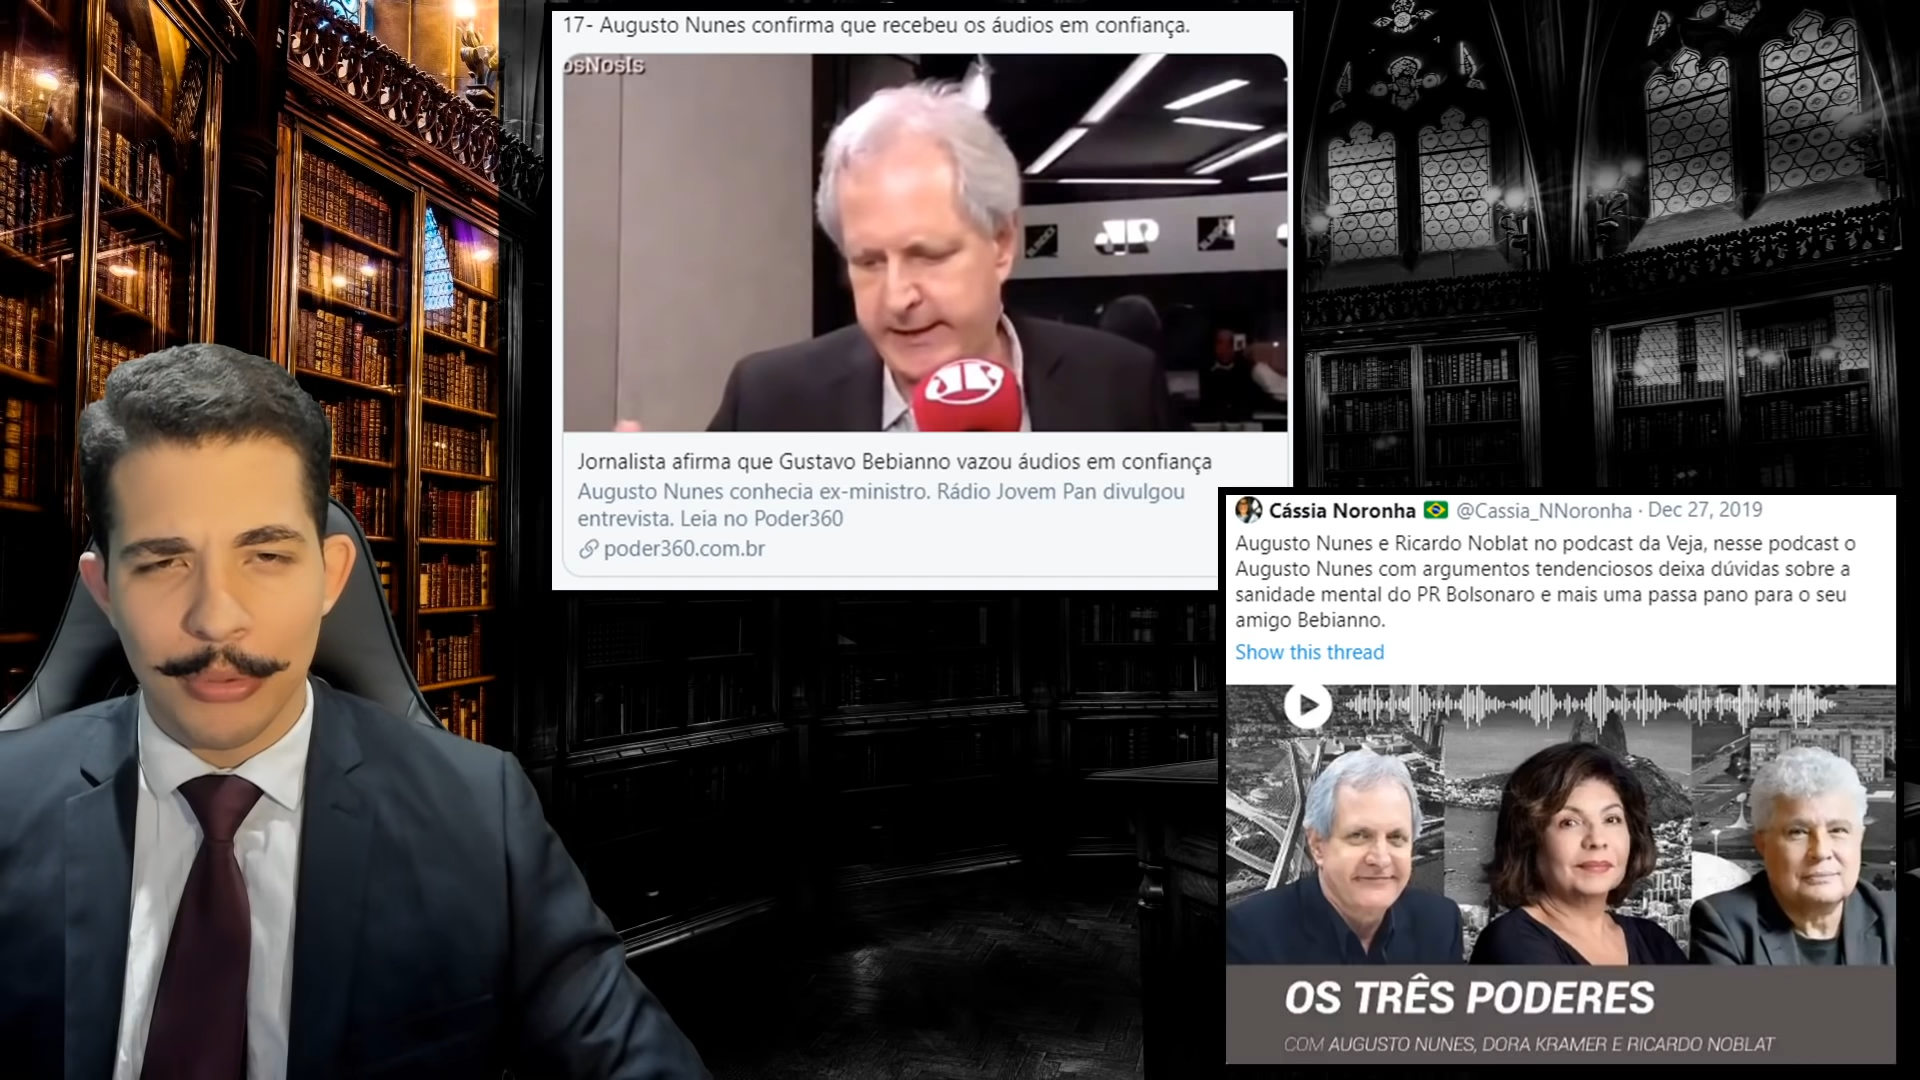 17- Augusto Nunes confirma que recebeu os áudios em confiança.
osNosIs
JP
JP
Jornalista afirma que Gustavo Bebianno vazou áudios em confiança
Augusto Nunes conhecia ex-ministro. Rádio Jovem Pan divulgou
entrevista. Leia no Poder360
poder360.com.br
Cássia Noronha @Cassia_NNoronha · Dec 27, 2019
Augusto Nunes e Ricardo Noblat no podcast da Veja, nesse podcast o
Augusto Nunes com argumentos tendenciosos deixa dúvidas sobre a
sanidade mental do PR Bolsonaro e mais uma passa pano para o seu
amigo Bebianno.
Show this thread
OS TRÊS PODERES
COM AUGUSTO NUNES, DORA KRAMER E RICARDO NOBLAT